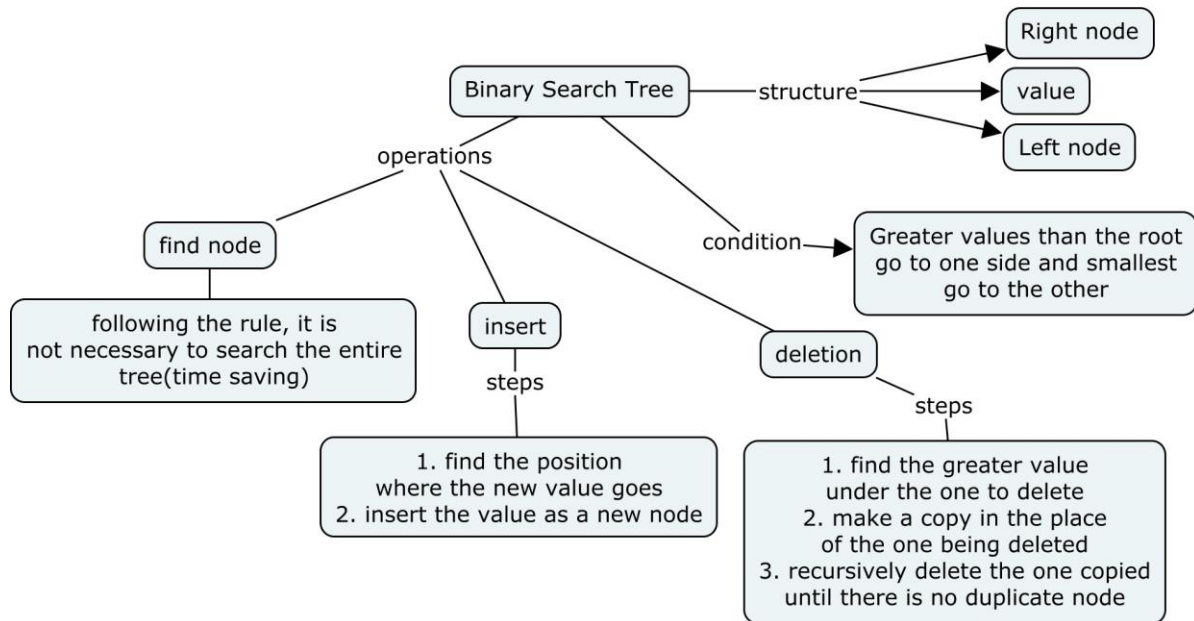 Right node
Binary Search Tree
structure
value
Left node
operations
find node
condition
Greater values than the root
go to one side and smallest
go to the other
following the rule, it is
not necessary to search the entire
tree(time saving)
insert
deletion
steps
steps
1. find the position
where the new value goes
2. insert the value as a new node
1. find the greater value
under the one to delete
2. make a copy in the place
of the one being deleted
3. recursively delete the one copied
until there is no duplicate node